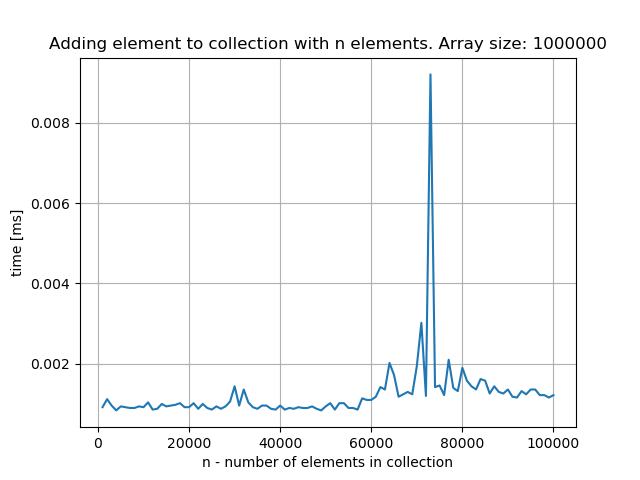 Adding element to collection with n elements. Array size: 1000000
0.008
0.006
0.004
0.002
time [ms]
0 20000 40000 60000 80000 100000
n - number of elements in collection